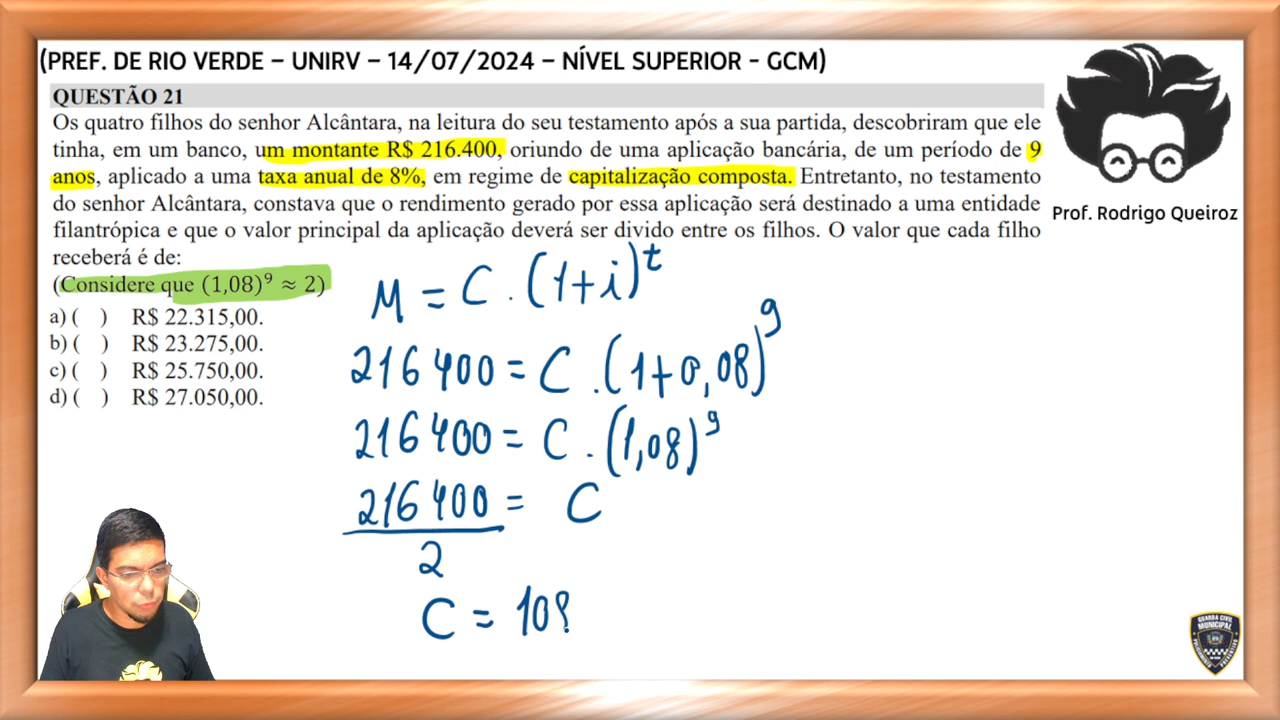 (PREF. DE RIO VERDE – UNIRV – 14/07/2024 – NÍVEL SUPERIOR - GCM)
QUESTÃO 21
Os quatro filhos do senhor Alcântara, na leitura do seu testamento após a sua partida, descobriram que ele
tinha, em um banco, um montante R$ 216.400, oriundo de uma aplicação bancária, de um período de 9
anos, aplicado a uma taxa anual de 8%, em regime de capitalização composta. Entretanto, no testamento
do senhor Alcântara, constava que o rendimento gerado por essa aplicação será destinado a uma entidade
filantrópica e que o valor principal da aplicação deverá ser divido entre os filhos. O valor que cada filho
receberá é de:
(Considere que (1,08)⁹ ≈ 2)
a) ( ) R$ 22.315,00.
b) ( ) R$ 23.275,00.
c) ( ) R$ 25.750,00.
d) ( ) R$ 27.050,00.
Prof. Rodrigo Queiroz
M = C . (1+i)^t
216 400 = C . (1+0,08)^9
216 400 = C . (1,08)^9
216 400 = C
2
C = 108
GUARDA CIVIL
MUNICIPAL